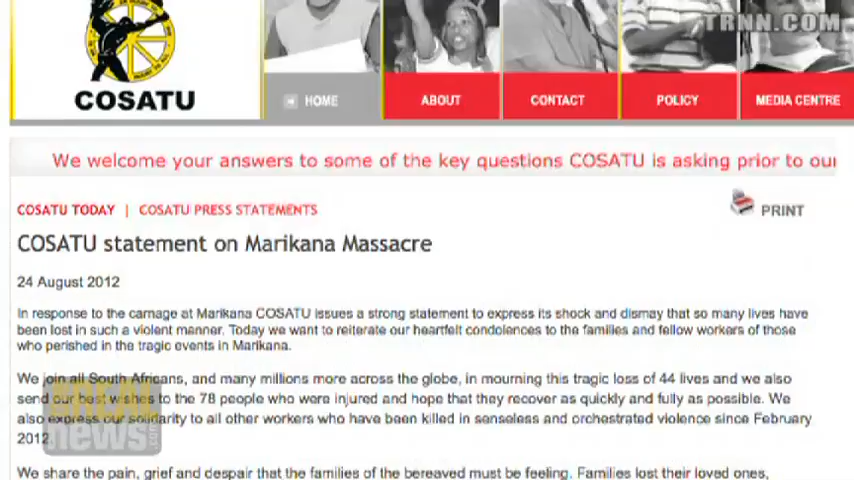 TRNN.COM
COSATU
HOME
ABOUT
CONTACT
POLICY
MEDIA CENTRE
We welcome your answers to some of the key questions COSATU is asking prior to our
COSATU TODAY | COSATU PRESS STATEMENTS
PRINT
COSATU statement on Marikana Massacre
24 August 2012
In response to the carnage at Marikana COSATU issues a strong statement to express its shock and dismay that so many lives have
been lost in such a violent manner. Today we want to reiterate our heartfelt condolences to the families and fellow workers of those
who perished in the tragic events in Marikana.
We join all South Africans, and many millions more across the globe, in mourning this tragic loss of 44 lives and we also
send our best wishes to the 78 people who were injured and hope that they recover as quickly and fully as possible. We
also express our solidarity to all other workers who have been killed in senseless and orchestrated violence since February
2012.
news
We share the pain, grief and despair that the families of the bereaved must be feeling. Families lost their loved ones,